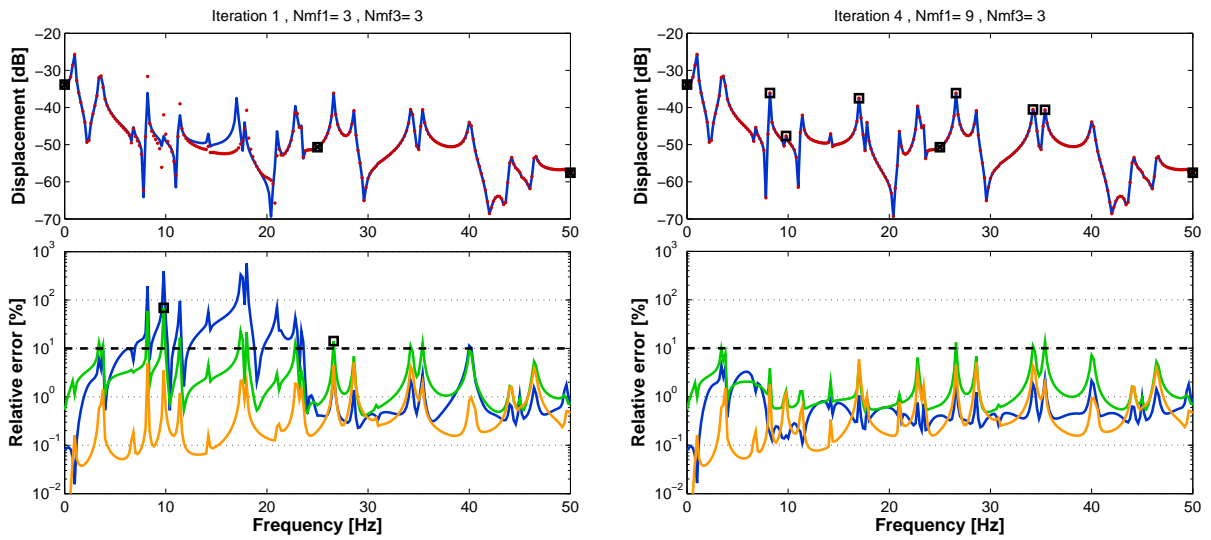 Iteration 1 , Nmf1= 3 , Nmf3= 3
Displacement [dB]
−20
−30
−40
−50
−60
−70
0 10 20 30 40 50
Relative error [%]
10³
10²
10¹
10⁰
10⁻¹
10⁻²
0 10 20 30 40 50
Frequency [Hz]
Iteration 4 , Nmf1= 9 , Nmf3= 3
Displacement [dB]
−20
−30
−40
−50
−60
−70
0 10 20 30 40 50
Relative error [%]
10³
10²
10¹
10⁰
10⁻¹
10⁻²
0 10 20 30 40 50
Frequency [Hz]